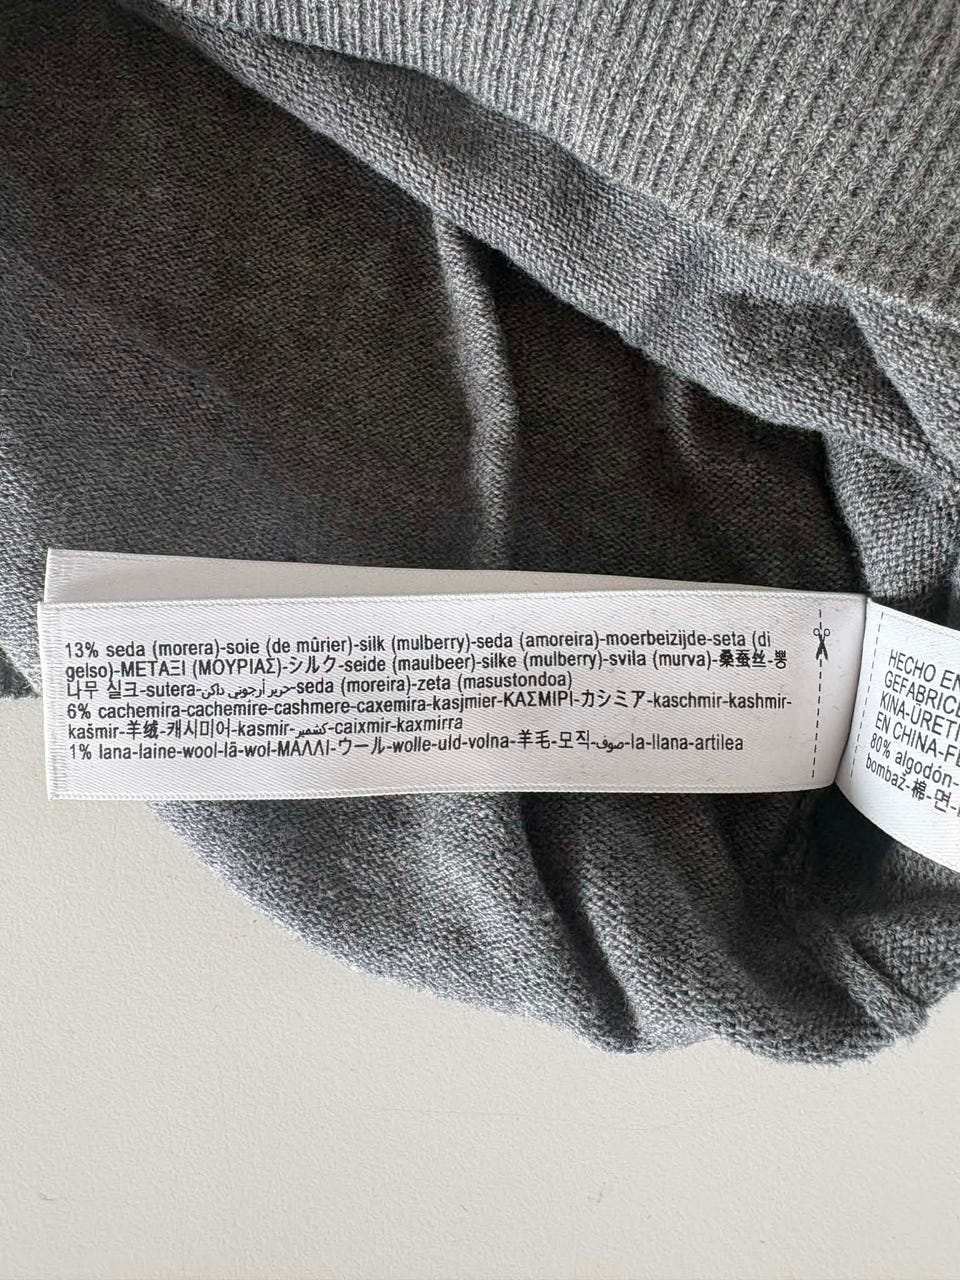 13% seda (morera)-soie (de mûrier)-silk (mulberry)-seda (amoreira)-moerbeizijde-seta (di
gelso)-ΜΕΤΑΞΙ (ΜΟΥΡΙΑΣ)-シルク-seide (maulbeer)-silke (mulberry)-svila (murva)-桑蚕丝-뽕
나무 실크-sutera-حرير أرجوني داكن-seda (moreira)-zeta (masustondoa)
6% cachemira-cachemire-cashmere-caxemira-kasjmier-ΚΑΣΜΙΡΙ-カシミア-kaschmir-kashmir-
kašmir-羊绒-캐시미어-kasmir-كشمير-caixmir-kaxmirra
1% lana-laine-wool-lã-wol-ΜΑΛΛΙ-ウール-wolle-uld-volna-羊毛-모직-صوف-la-llana-artilea
HECHO EN
GEFABRICE
KINA-ÜRETI
EN CHINA-FE
80% algodón-
bombaž-棉-면-